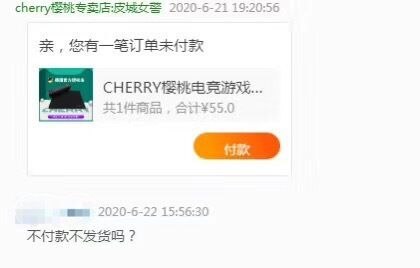 cherry樱桃专卖店:皮城女警 2020-6-21 19:20:56
亲，您有一笔订单未付款
CHERRY樱桃电竞游戏...
共1件商品，合计¥55.0
付款
2020-6-22 15:56:30
不付款不发货吗？